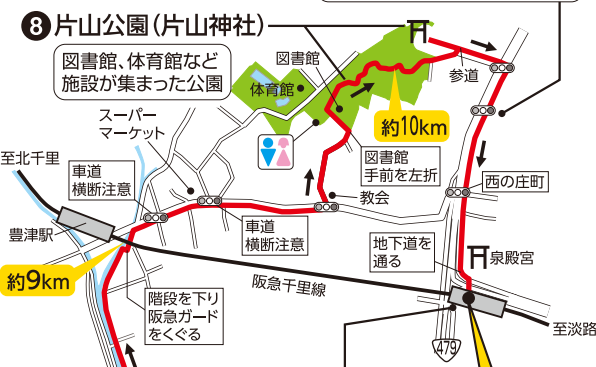 ❽片山公園（片山神社）
図書館、体育館など
施設が集まった公園
図書館
体育館
参道
スーパー
マーケット
約10km
至北千里
車道
横断注意
図書館
手前を左折
西の庄町
教会
豊津駅
車道
横断注意
地下道を
通る
泉殿宮
約9km
阪急千里線
階段を下り
阪急ガード
をくぐる
至淡路
479